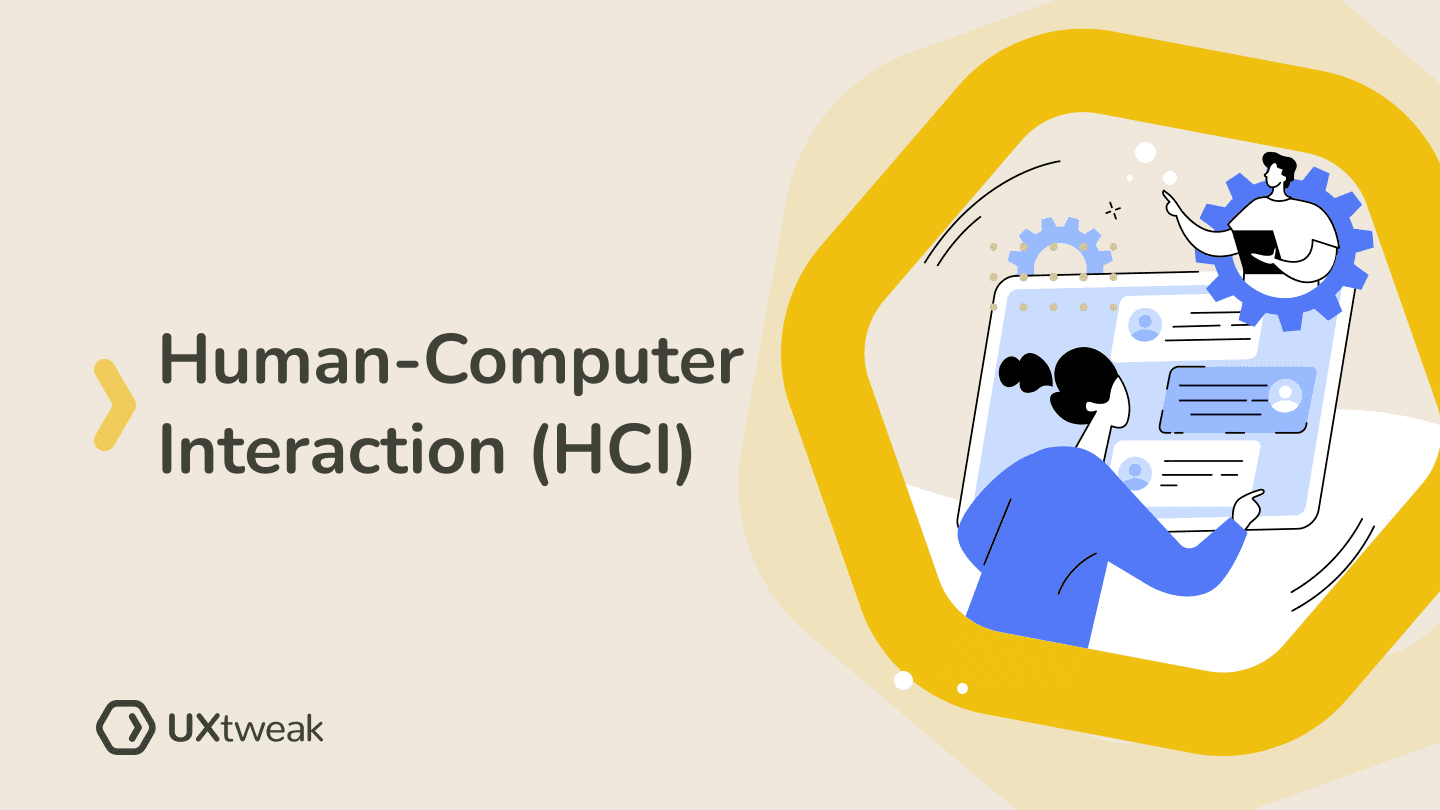 Human-Computer
Interaction (HCI)
UXtweak